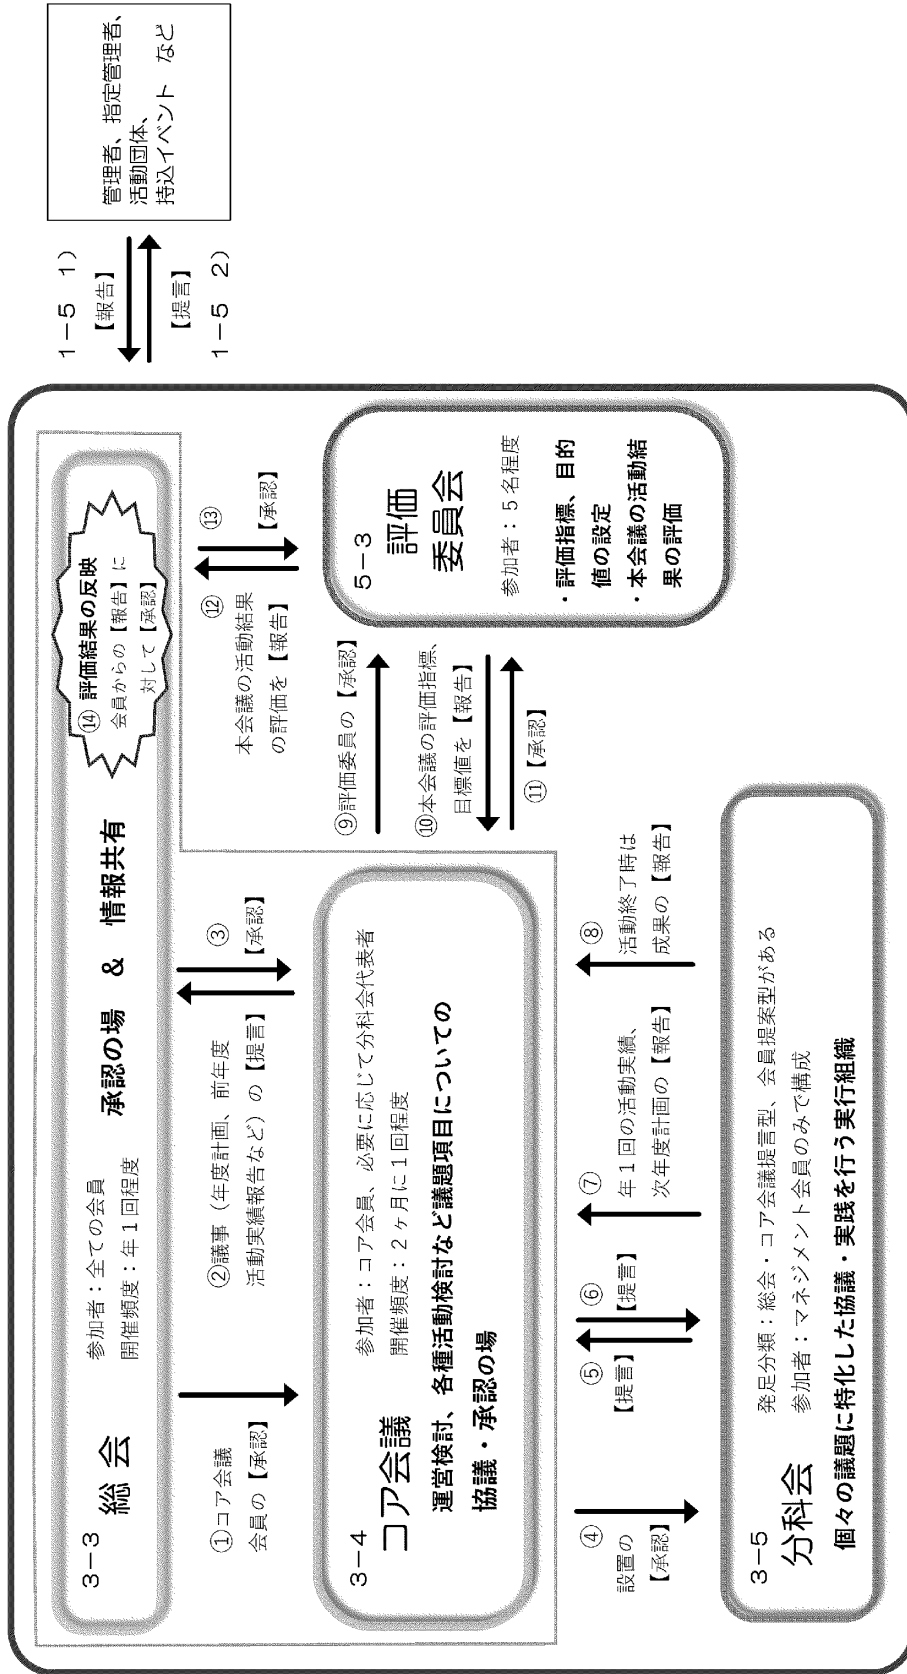 3－3
総 会
参加者：全ての会員
開催頻度：年１回程度
承認の場 ＆ 情報共有
⑭ 評価結果の反映
会員からの【報告】に
対して【承認】
①コア会議
会員の【承認】
②議事（年度計画、前年度
活動実績報告など）の【提言】
③
【承認】
⑫
本会議の活動結果
の評価を【報告】
⑬
【承認】
3－4
コア会議
参加者：コア会員、必要に応じて分科会代表者
開催頻度：２ヶ月に１回程度
運営検討、各種活動検討など議題項目についての
協議・承認の場
⑨評価委員の【承認】
⑩本会議の評価指標、
目標値を【報告】
⑪【承認】
5－3
評価
委員会
参加者：５名程度
・評価指標、目的
値の設定
・本会議の活動結
果の評価
④
設置の
【承認】
⑤
【提言】
⑥
【提言】
⑦
年１回の活動実績、
次年度計画の【報告】
⑧
活動終了時は
成果の【報告】
3－5
分科会
発足分類：総会・コア会議提言型、会員提案型がある
参加者：マネジメント会員のみで構成
個々の議題に特化した協議・実践を行う実行組織
1－5 1）
【報告】
【提言】
1－5 2）
管理者、指定管理者、
活動団体、
持込イベント など